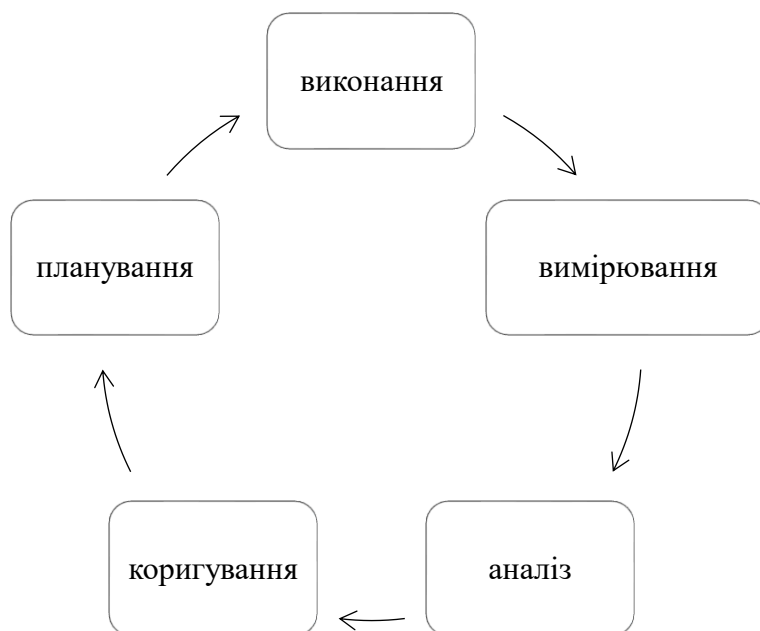 виконання
планування
вимірювання
коригування
аналіз